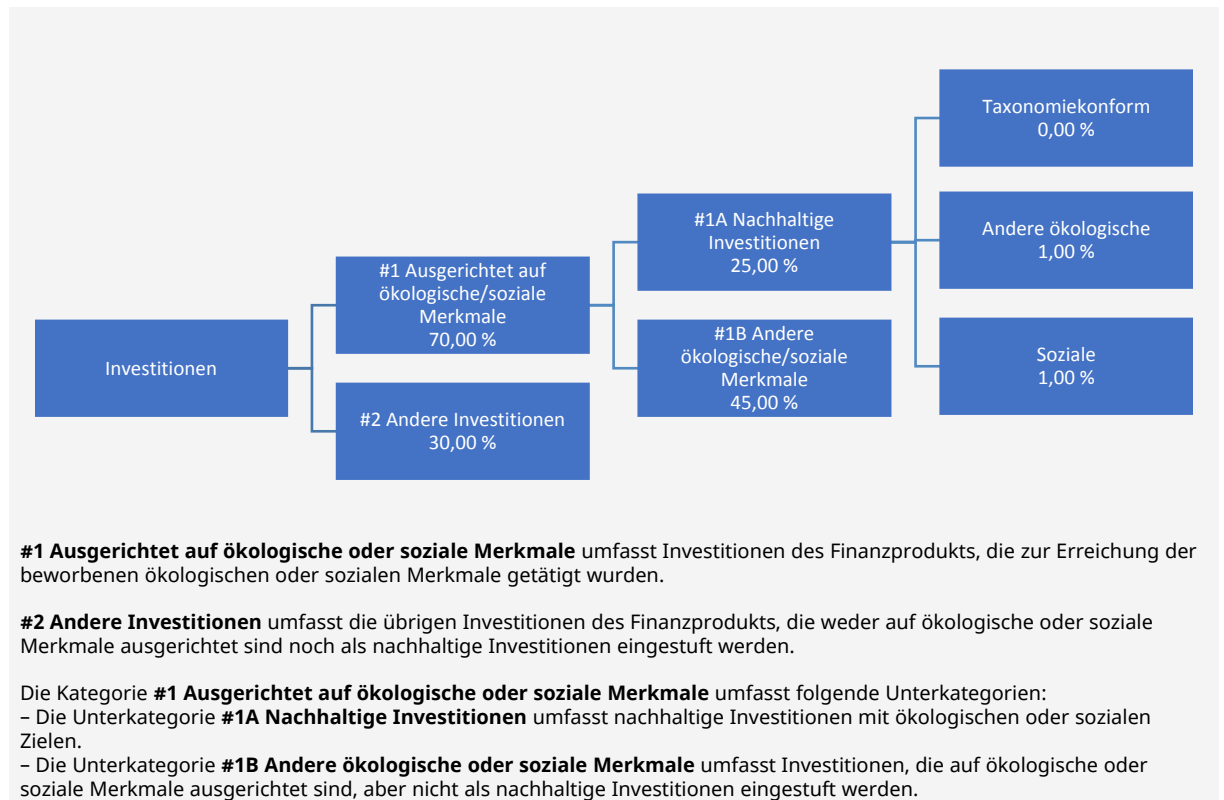 Taxonomiekonform
0,00 %
#1A Nachhaltige
Investitionen
25,00 %
Andere ökologische
1,00 %
#1 Ausgerichtet auf
ökologische/soziale
Merkmale
70,00 %
#1B Andere
ökologische/soziale
Merkmale
45,00 %
Soziale
1,00 %
Investitionen
#2 Andere Investitionen
30,00 %
#1 Ausgerichtet auf ökologische oder soziale Merkmale umfasst Investitionen des Finanzprodukts, die zur Erreichung der
beworbenen ökologischen oder sozialen Merkmale getätigt wurden.
#2 Andere Investitionen umfasst die übrigen Investitionen des Finanzprodukts, die weder auf ökologische oder soziale
Merkmale ausgerichtet sind noch als nachhaltige Investitionen eingestuft werden.
Die Kategorie #1 Ausgerichtet auf ökologische oder soziale Merkmale umfasst folgende Unterkategorien:
– Die Unterkategorie #1A Nachhaltige Investitionen umfasst nachhaltige Investitionen mit ökologischen oder sozialen
Zielen.
– Die Unterkategorie #1B Andere ökologische oder soziale Merkmale umfasst Investitionen, die auf ökologische oder
soziale Merkmale ausgerichtet sind, aber nicht als nachhaltige Investitionen eingestuft werden.